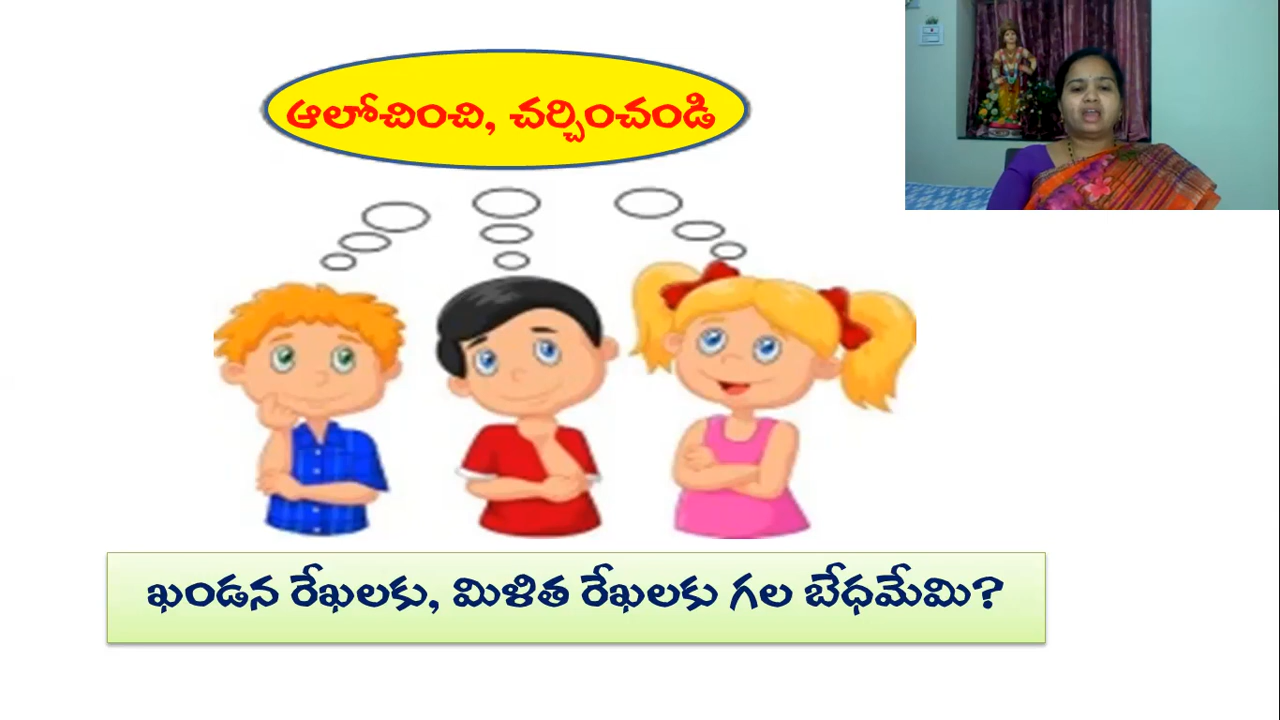 ఆలోచించి, చర్చించండి
ఖండన రేఖలకు, మిళిత రేఖలకు గల బేధమేమి?